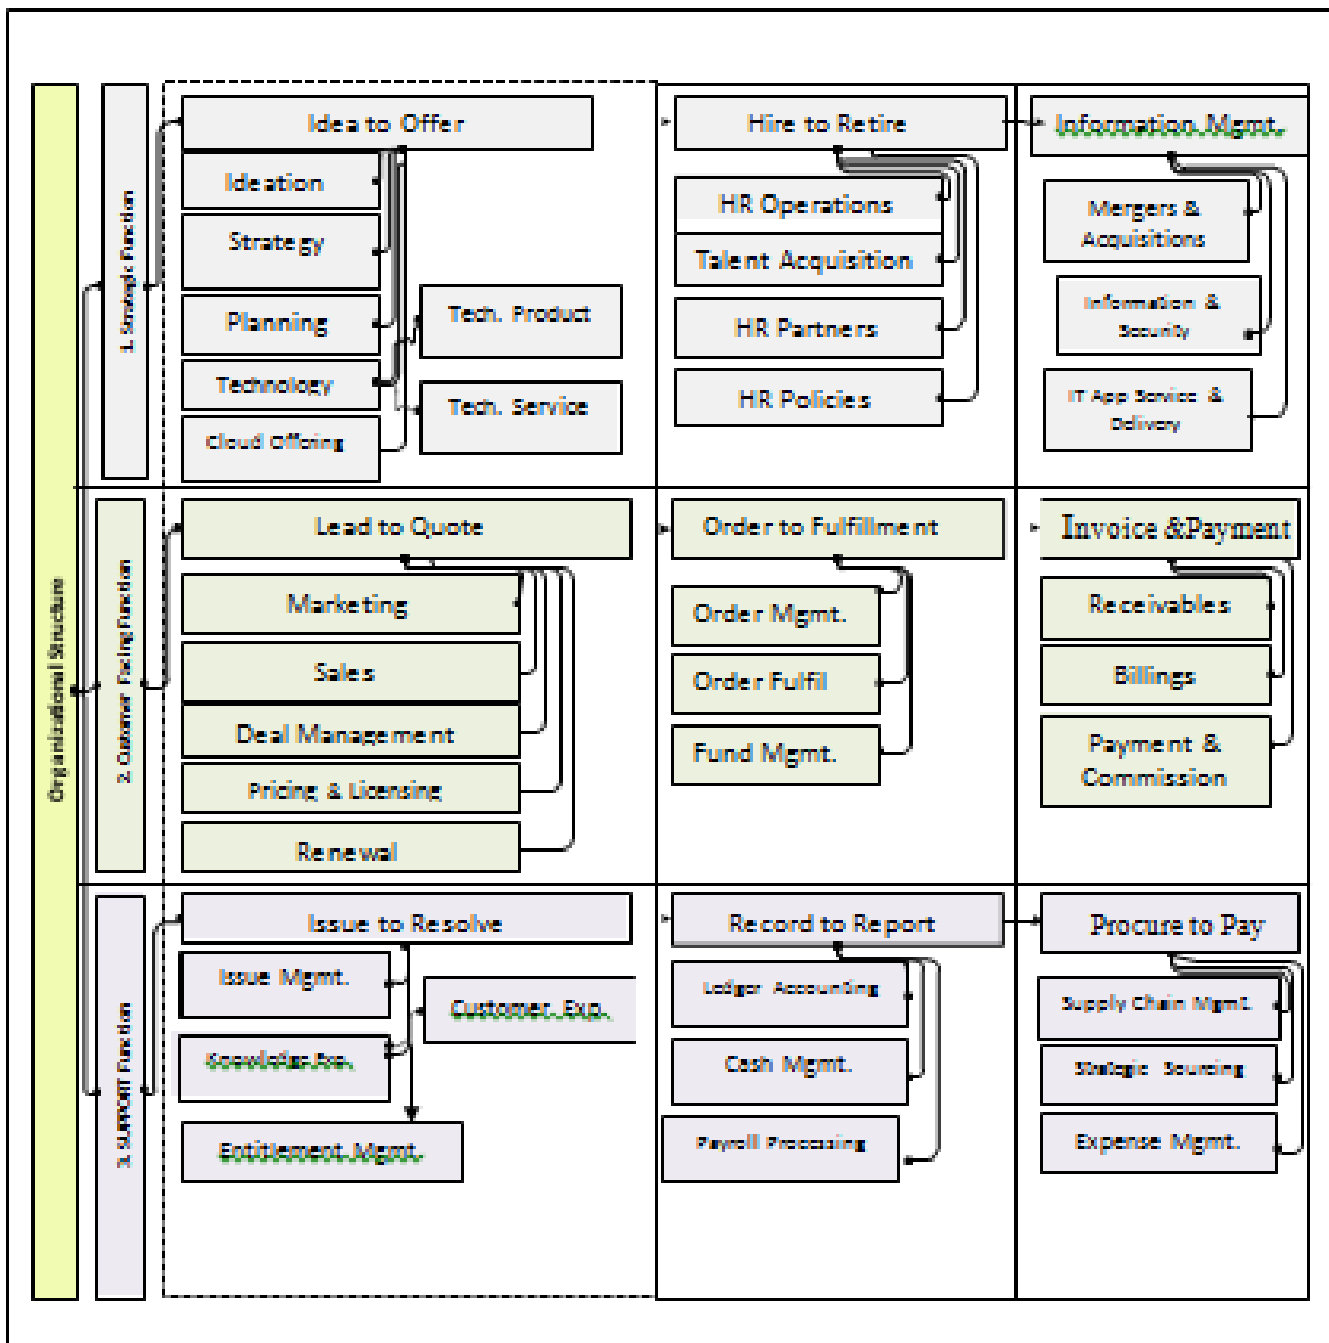 Organizational Structure
1. Strategic Function
Idea to Offer
Ideation
Strategy
Planning
Technology
Cloud Offering
Tech. Product
Tech. Service
Hire to Retire
HR Operations
Talent Acquisition
HR Partners
HR Policies
Information Mgmt.
Mergers &
Acquisitions
Information &
Security
IT App Service &
Delivery
2. Customer Facing Function
Lead to Quote
Marketing
Sales
Deal Management
Pricing & Licensing
Renewal
Order to Fulfillment
Order Mgmt.
Order Fulfil
Fund Mgmt.
Invoice &Payment
Receivables
Billings
Payment &
Commission
3. SUPPORT Function
Issue to Resolve
Issue Mgmt.
Customer. Exp.
Entitlement. Mgmt.
Record to Report
Ledger Accounting
Cash Mgmt.
Payroll Processing
Procure to Pay
Supply Chain Mgmt.
Strategic Sourcing
Expense Mgmt.